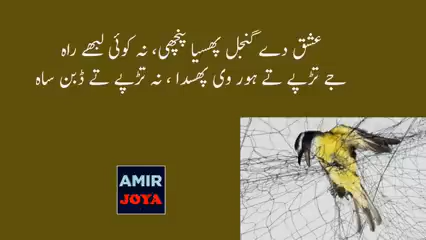 عشق دے گنجل پھسیا پنچھی، نہ کوئی لبھے راہ
جے تڑپے تے ہور وی پھسدا ، نہ تڑپے تے ڈبن ساہ
AMIR
JOYA